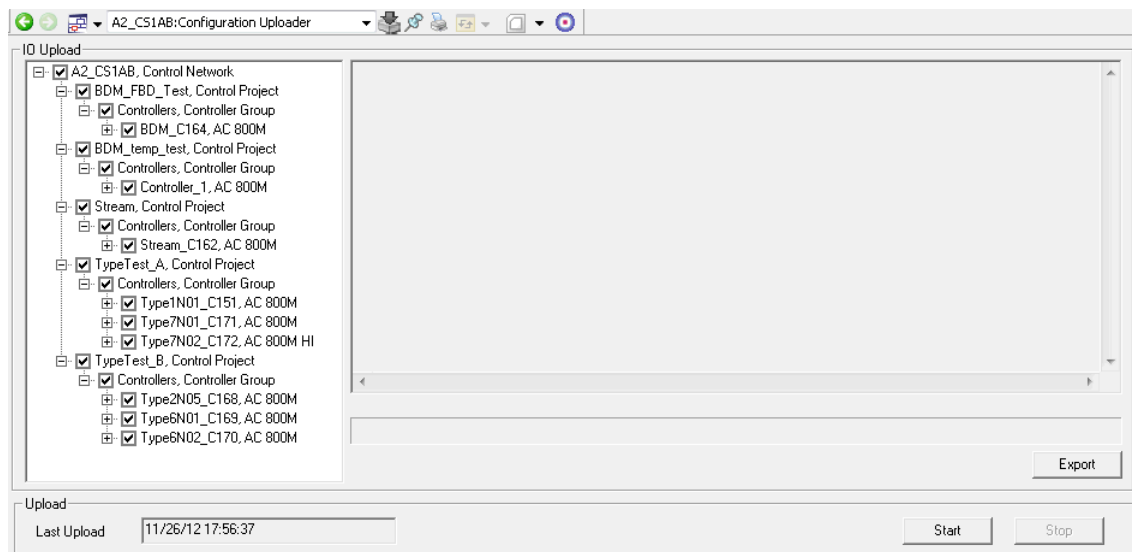 A2_CS1AB:Configuration Uploader
IO Upload
A2_CS1AB, Control Network
BDM_FBD_Test, Control Project
Controllers, Controller Group
BDM_C164, AC 800M
BDM_temp_test, Control Project
Controllers, Controller Group
Controller_1, AC 800M
Stream, Control Project
Controllers, Controller Group
Stream_C162, AC 800M
TypeTest_A, Control Project
Controllers, Controller Group
Type1N01_C151, AC 800M
Type7N01_C171, AC 800M
Type7N02_C172, AC 800M HI
TypeTest_B, Control Project
Controllers, Controller Group
Type2N05_C168, AC 800M
Type6N01_C169, AC 800M
Type6N02_C170, AC 800M
Export
Upload
Last Upload 11/26/12 17:56:37 Start Stop